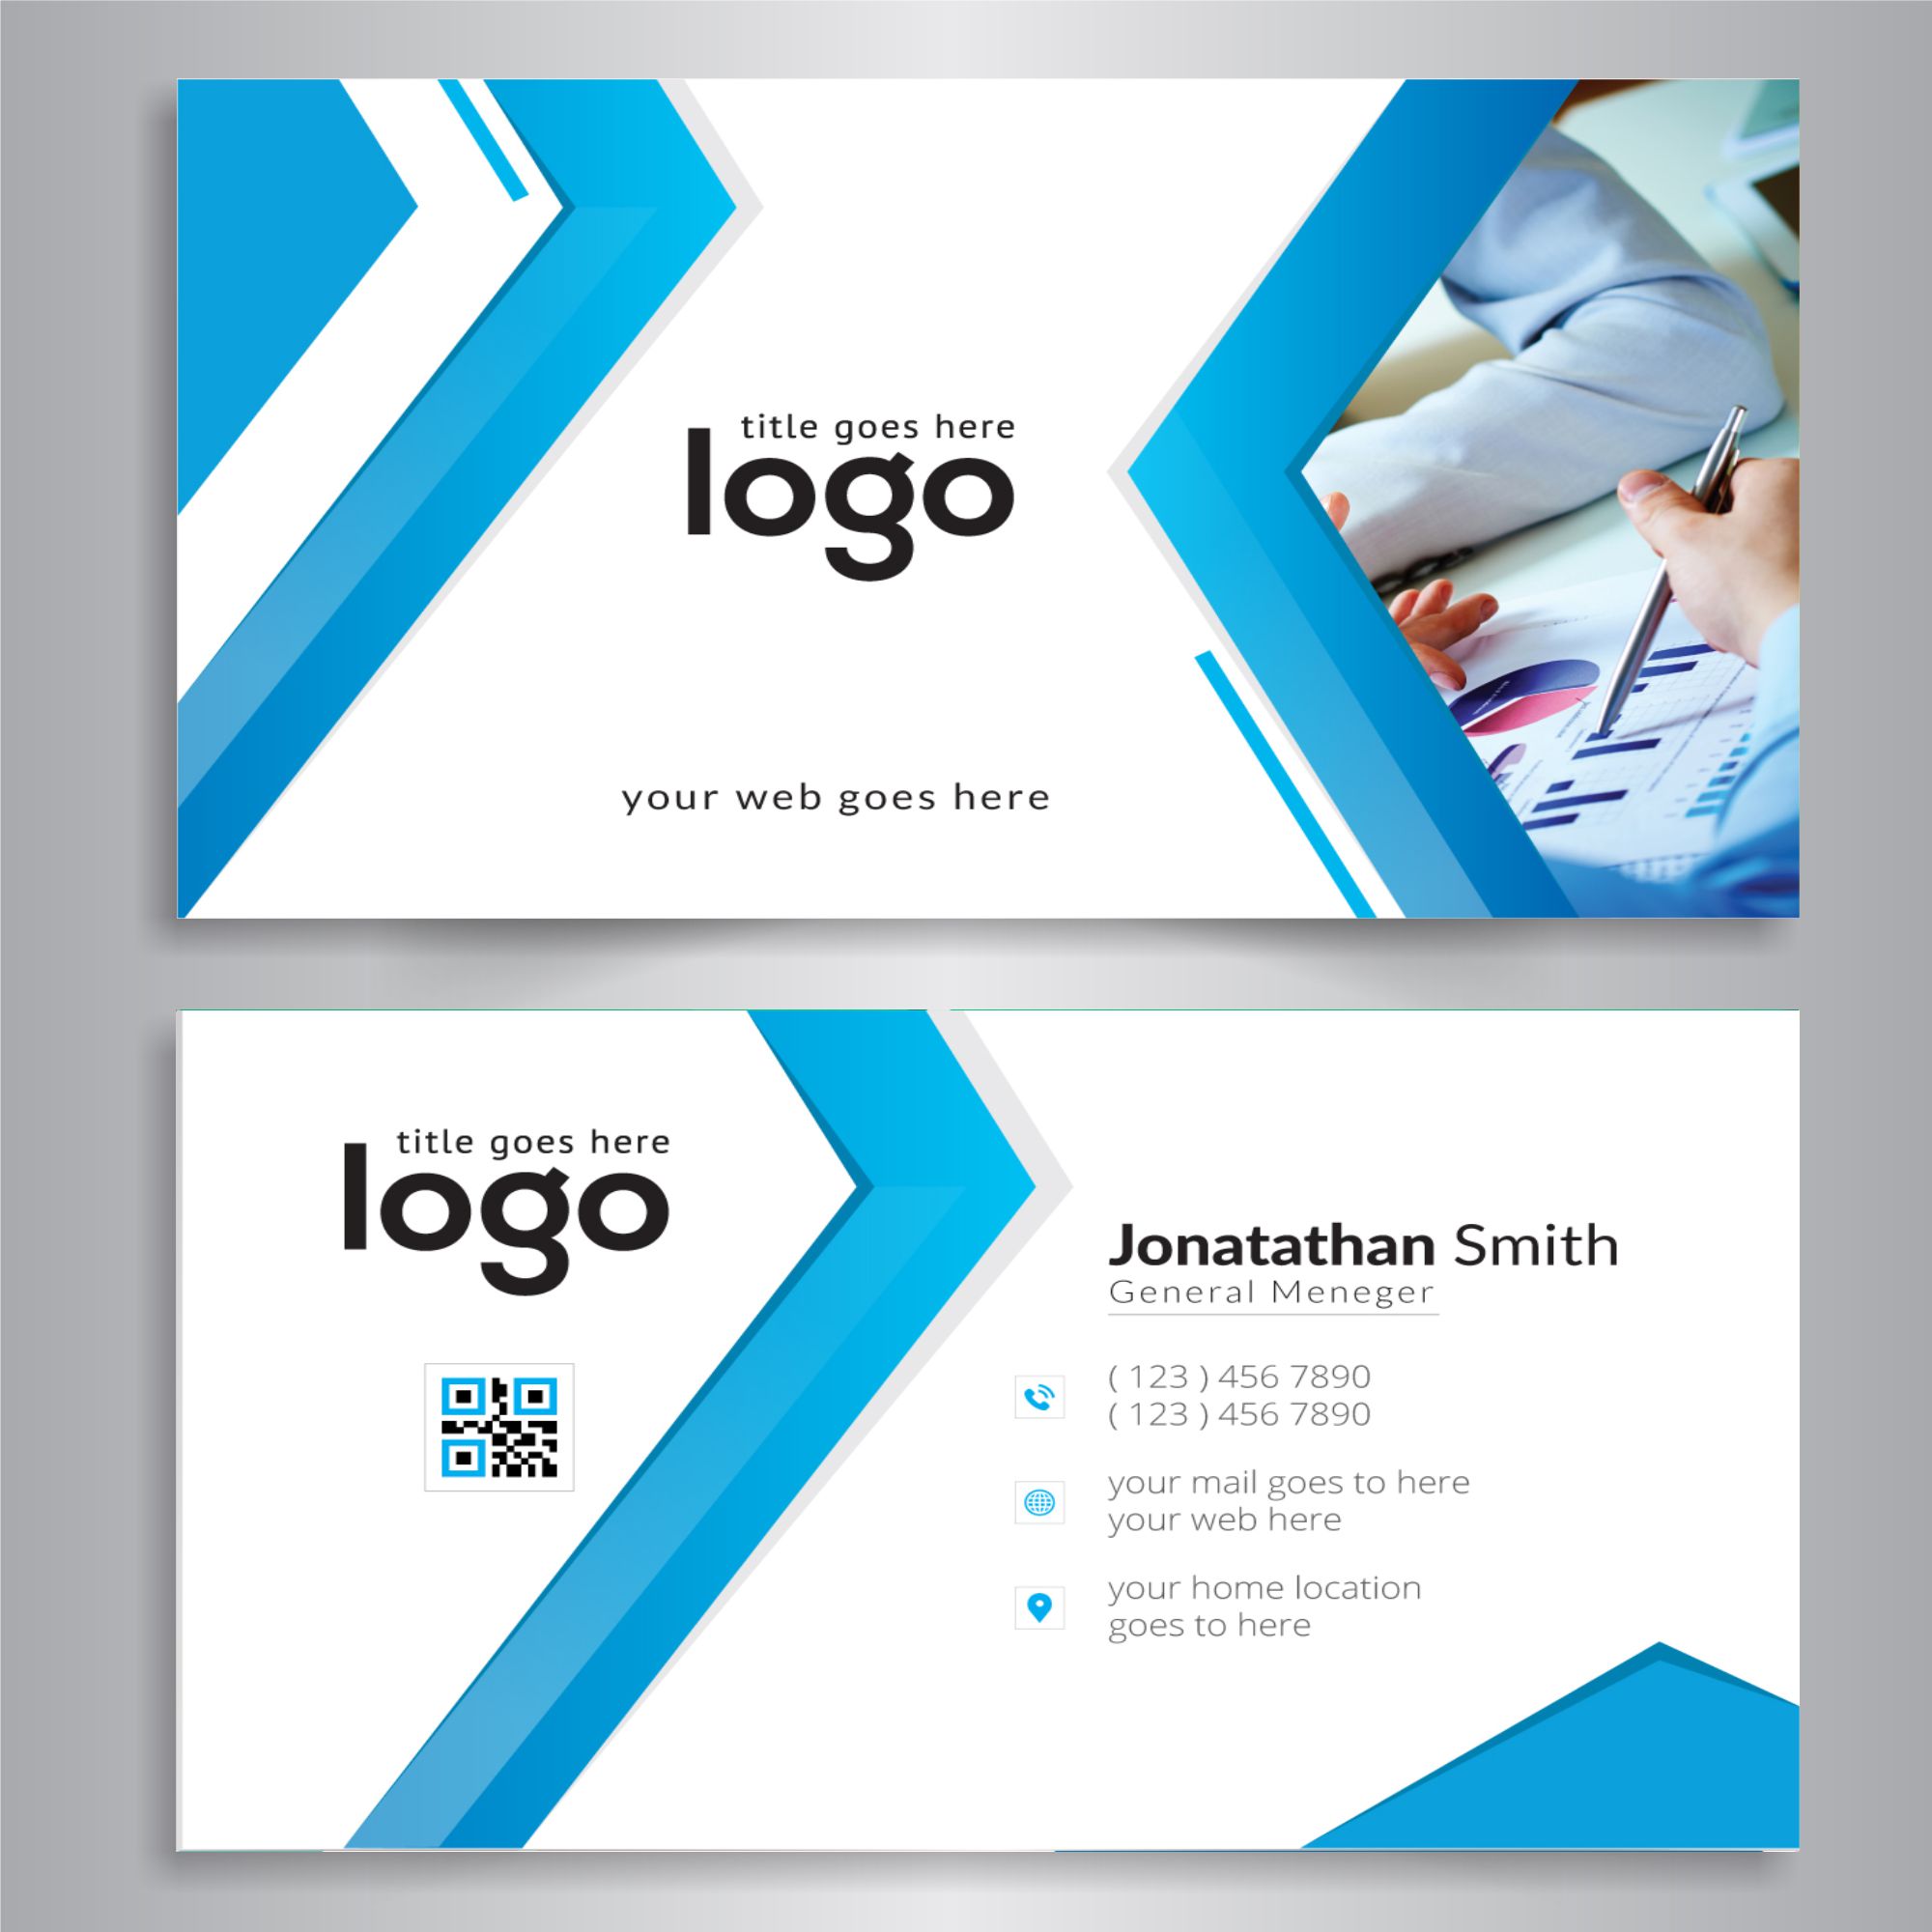 title goes here
logo
your web goes here
title goes here
logo
Jonatathan Smith
General Meneger
( 123 ) 456 7890
( 123 ) 456 7890
your mail goes to here
your web here
your home location
goes to here